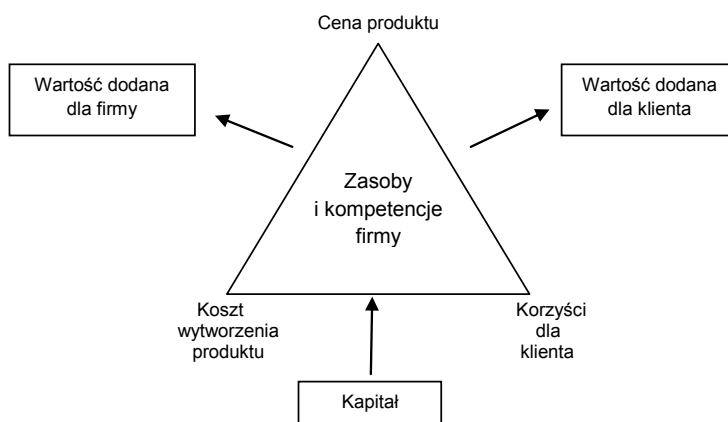 Cena produktu
Wartość dodana
dla firmy
Wartość dodana
dla klienta
Zasoby
i kompetencje
firmy
Koszt
wytworzenia
produktu
Korzyści
dla
klienta
Kapitał